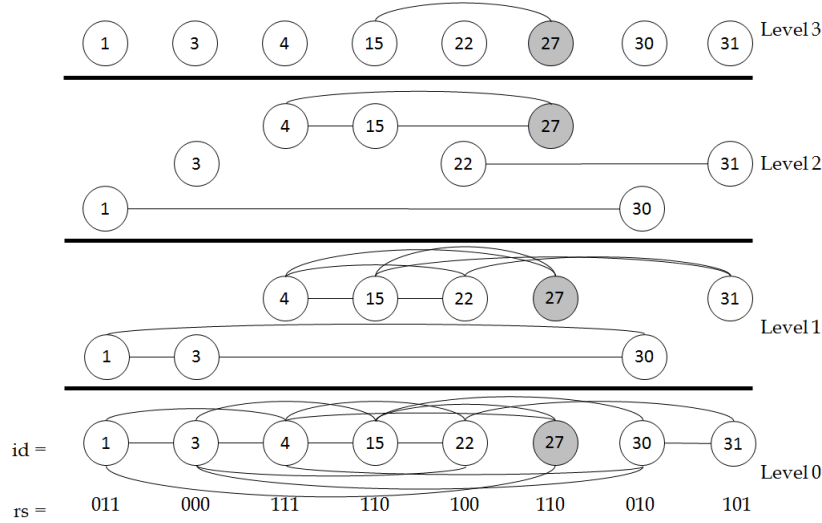 1 3 4 15 22 27 30 31 Level 3
4 15 27
3 22 31 Level 2
1 30
4 15 22 27 31
Level 1
1 3 30
id = 1 3 4 15 22 27 30 31
Level 0
rs = 011 000 111 110 100 110 010 101